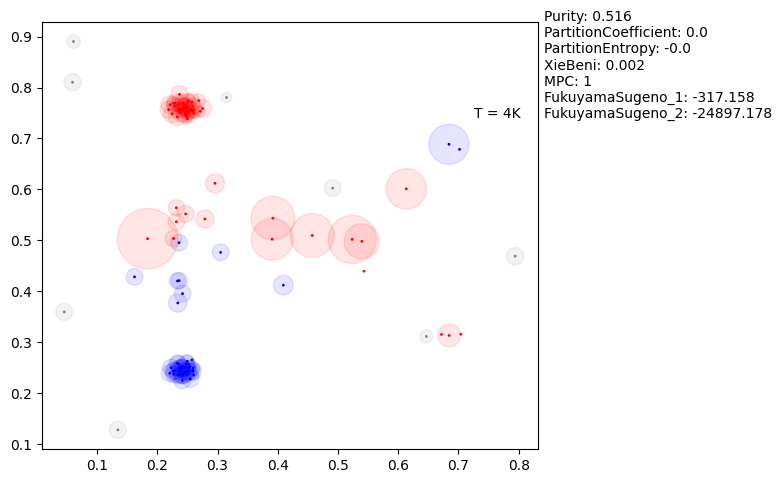 Purity: 0.516
PartitionCoefficient: 0.0
PartitionEntropy: -0.0
XieBeni: 0.002
MPC: 1
FukuyamaSugeno_1: -317.158
FukuyamaSugeno_2: -24897.178
T = 4K
0.9
0.8
0.7
0.6
0.5
0.4
0.3
0.2
0.1
0.1 0.2 0.3 0.4 0.5 0.6 0.7 0.8